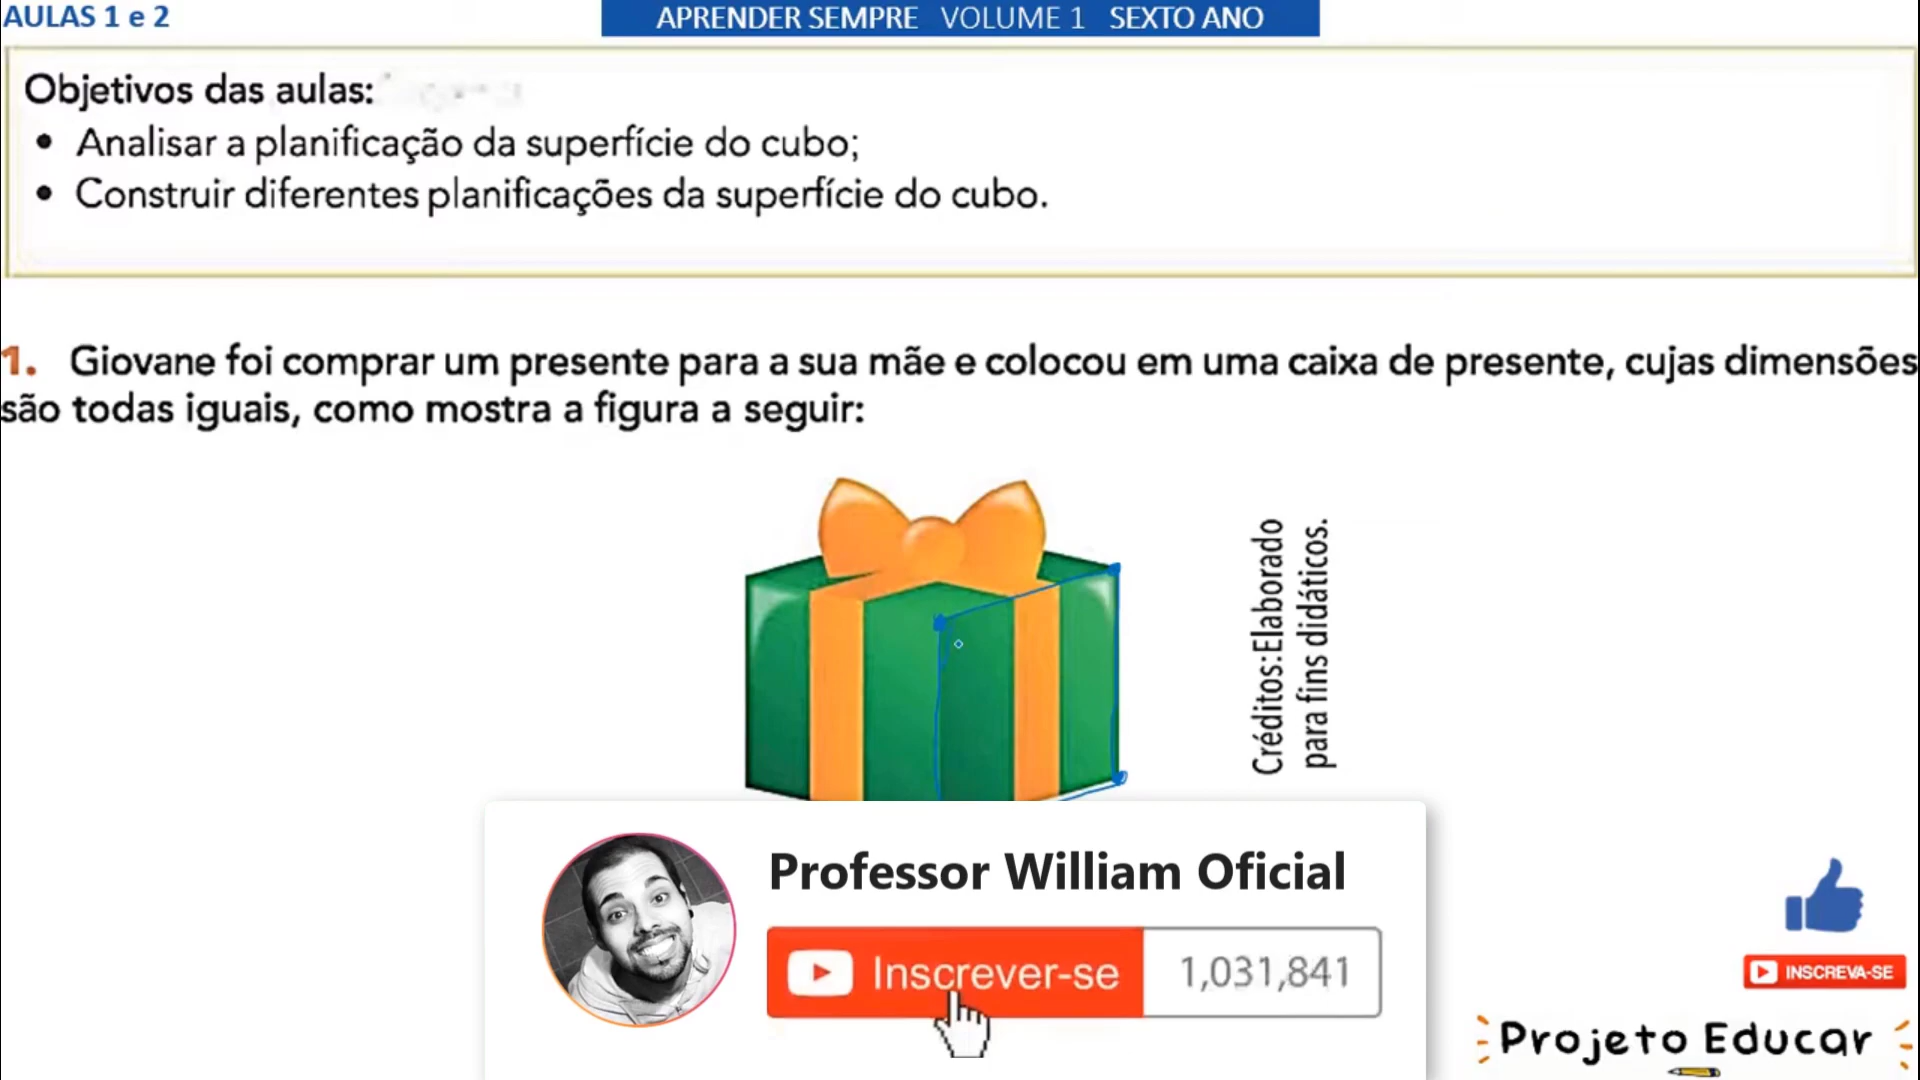 AULAS 1 e 2
APRENDER SEMPRE VOLUME 1 SEXTO ANO
Objetivos das aulas:
• Analisar a planificação da superfície do cubo;
• Construir diferentes planificações da superfície do cubo.
1. Giovane foi comprar um presente para a sua mãe e colocou em uma caixa de presente, cujas dimensões
são todas iguais, como mostra a figura a seguir:
Créditos:Elaborado
para fins didáticos.
Professor William Oficial
Inscrever-se 1,031,841
INSCREVA-SE
Projeto Educar